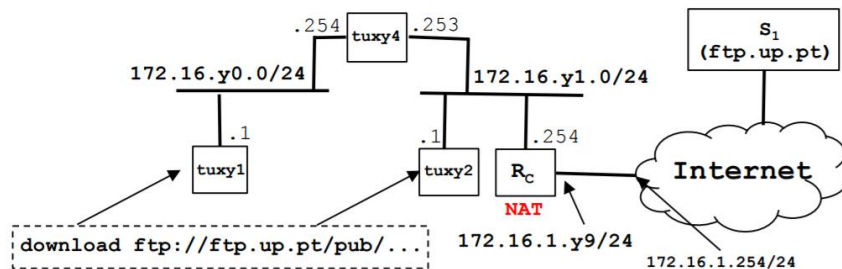 .254
tuxy4
.253
S1
(ftp.up.pt)
172.16.y0.0/24
172.16.y1.0/24
.1
.1
.254
tuxy1
tuxy2
RC
Internet
NAT
download ftp://ftp.up.pt/pub/...
172.16.1.y9/24
172.16.1.254/24